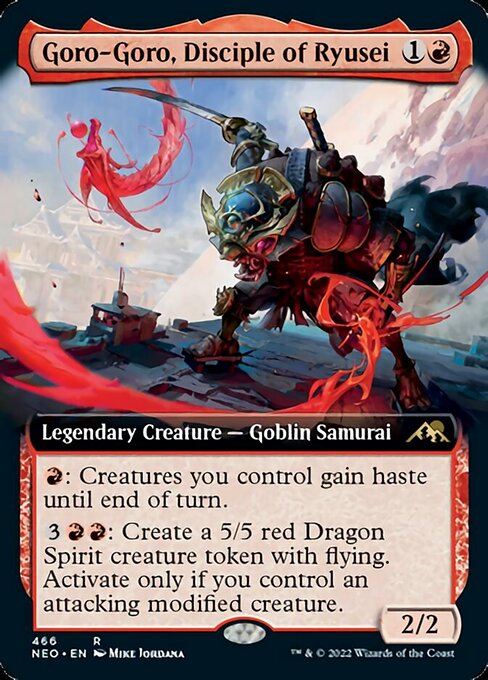 Goro-Goro, Disciple of Ryusei 1
Legendary Creature — Goblin Samurai
: Creatures you control gain haste
until end of turn.
3 : Create a 5/5 red Dragon
Spirit creature token with flying.
Activate only if you control an
attacking modified creature.
2/2
466 R
NEO • EN Mike Jordana
™ & © 2022 Wizards of the Coast